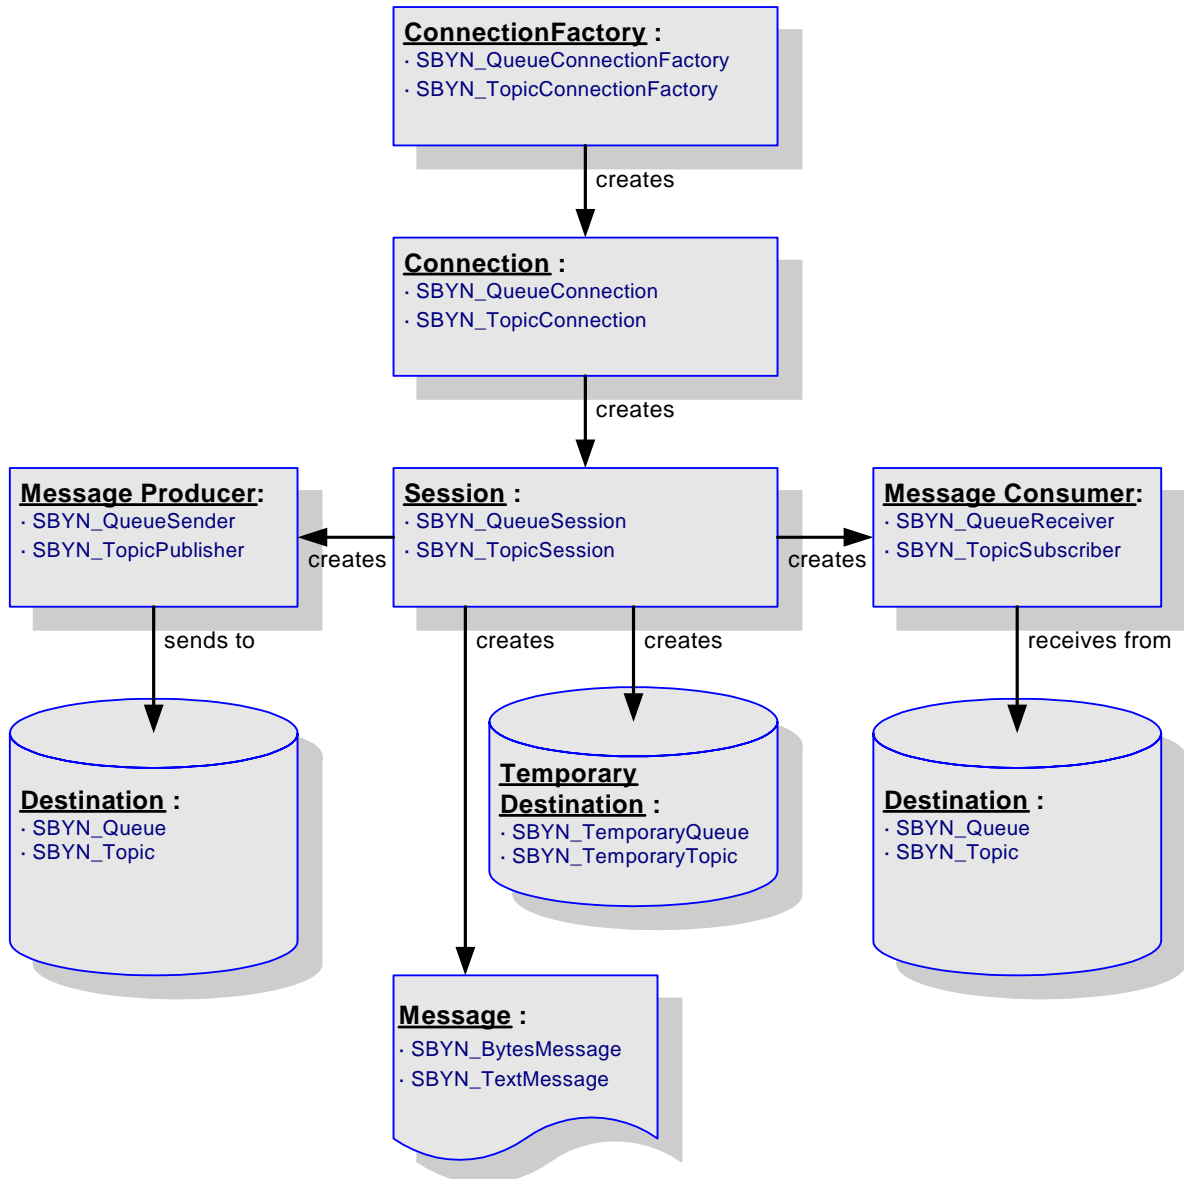 ConnectionFactory :
· SBYN_QueueConnectionFactory
· SBYN_TopicConnectionFactory
creates
Connection :
· SBYN_QueueConnection
· SBYN_TopicConnection
creates
Message Producer:
· SBYN_QueueSender
· SBYN_TopicPublisher
creates
Session :
· SBYN_QueueSession
· SBYN_TopicSession
creates
Message Consumer:
· SBYN_QueueReceiver
· SBYN_TopicSubscriber
sends to
creates
creates
receives from
Destination :
· SBYN_Queue
· SBYN_Topic
Temporary
Destination :
· SBYN_TemporaryQueue
· SBYN_TemporaryTopic
Destination :
· SBYN_Queue
· SBYN_Topic
Message :
· SBYN_BytesMessage
· SBYN_TextMessage